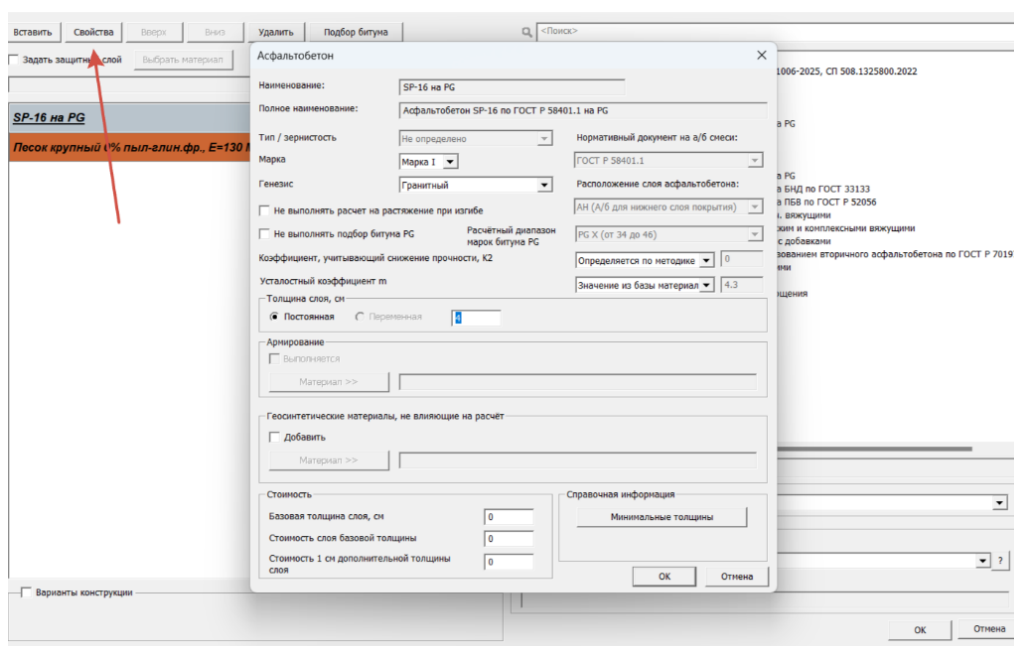 Вставить Свойства Вверх Вниз Удалить Подбор битума <Поиск>
Задать защитный слой Выбрать материал
SP-16 на PG
Песок крупный 0% пыл-глин.фр., E=130
Асфальтобетон
Наименование: SP-16 на PG
Полное наименование: Асфальтобетон SP-16 по ГОСТ Р 58401.1 на PG
Тип / зернистость Не определено Нормативный документ на а/б смеси:
Марка Марка I ГОСТ Р 58401.1
Генезис Гранитный Расположение слоя асфальтобетона:
Не выполнять расчет на растяжение при изгибе АН (А/б для нижнего слоя покрытия)
Не выполнять подбор битума PG Расчётный диапазон марок битума PG PG X (от 34 до 46)
Коэффициент, учитывающий снижение прочности, К2 Определяется по методике 0
Усталостный коэффициент m Значение из базы материал 4.3
Толщина слоя, см
Постоянная Переменная 4
Армирование
Выполняется
Материал >>
Геосинтетические материалы, не влияющие на расчёт
Добавить
Материал >>
Стоимость Справочная информация
Базовая толщина слоя, см 0 Минимальные толщины
Стоимость слоя базовой толщины 0
Стоимость 1 см дополнительной толщины слоя 0
ОК Отмена
1006-2025, СП 508.1325800.2022
а PG
а PG
а БНД по ГОСТ 33133
а ПБВ по ГОСТ Р 52056
. вяжущими
ким и комплексными вяжущими
с добавками
зованием вторичного асфальтобетона по ГОСТ Р 7019
ми
щения
?
Варианты конструкции
ОК Отмена